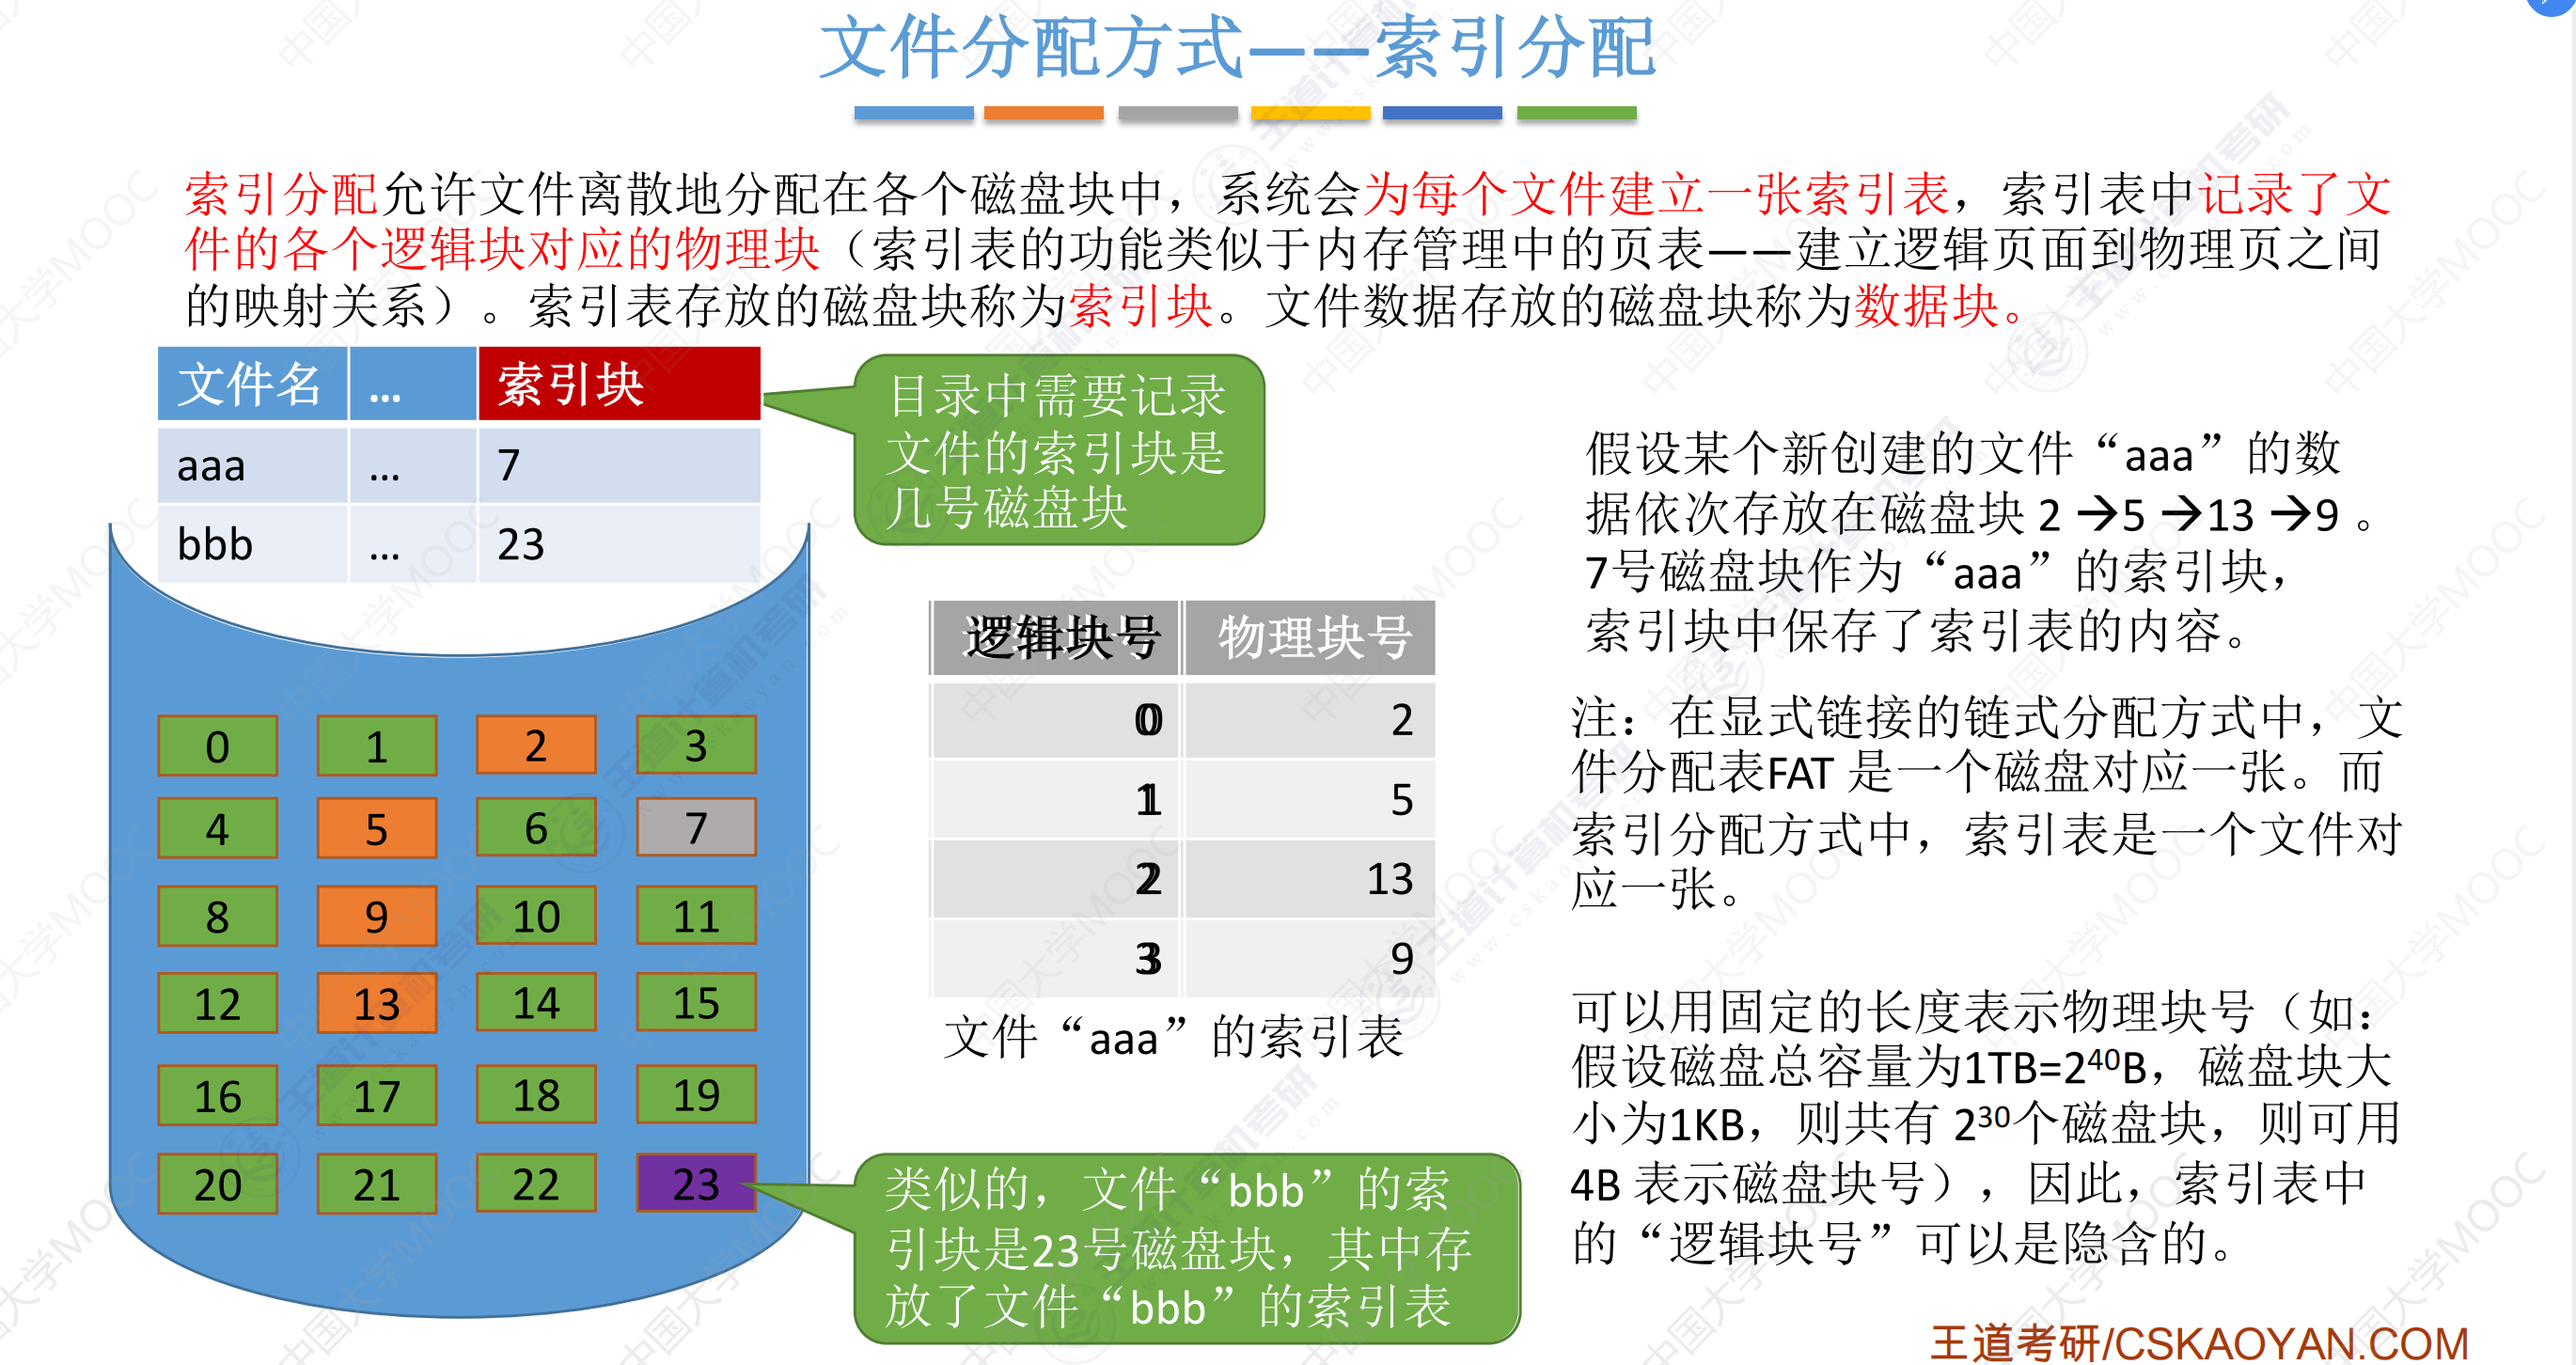 文件分配方式——索引分配
索引分配允许文件离散地分配在各个磁盘块中，系统会为每个文件建立一张索引表，索引表中记录了文
件的各个逻辑块对应的物理块（索引表的功能类似于内存管理中的页表——建立逻辑页面到物理页之间
的映射关系）。索引表存放的磁盘块称为索引块。文件数据存放的磁盘块称为数据块。
文件名 … 索引块
aaa … 7
bbb … 23
目录中需要记录
文件的索引块是
几号磁盘块
0 1 2 3
4 5 6 7
8 9 10 11
12 13 14 15
16 17 18 19
20 21 22 23
逻辑块号 物理块号
0 2
1 5
2 13
3 9
文件“aaa”的索引表
类似的，文件“bbb”的索
引块是23号磁盘块，其中存
放了文件“bbb”的索引表
假设某个新创建的文件“aaa”的数
据依次存放在磁盘块 2 →5 →13 →9 。
7号磁盘块作为“aaa”的索引块，
索引块中保存了索引表的内容。
注：在显式链接的链式分配方式中，文
件分配表FAT 是一个磁盘对应一张。而
索引分配方式中，索引表是一个文件对
应一张。
可以用固定的长度表示物理块号（如：
假设磁盘总容量为1TB=2⁴⁰B，磁盘块大
小为1KB，则共有 2³⁰个磁盘块，则可用
4B 表示磁盘块号），因此，索引表中
的“逻辑块号”可以是隐含的。
王道考研/CSKAOYAN.COM
中国大学MOOC
王道计算机考研
www.cskaoyan.com